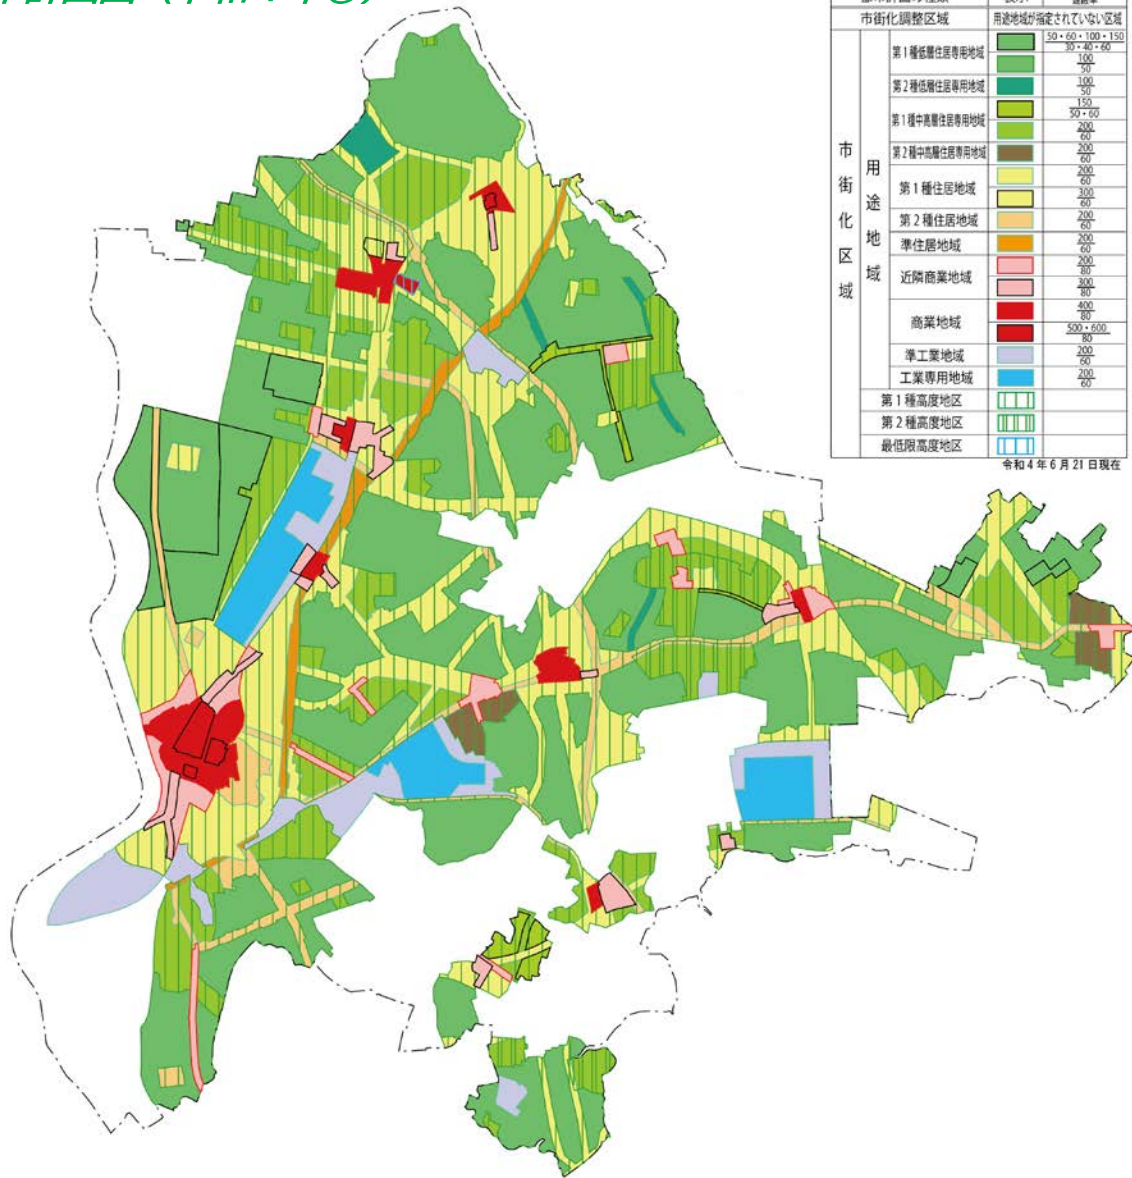 市街化調整区域 用途地域が指定されていない区域
市街化区域
用途地域
第1種低層住居専用地域
50・60・100・150
30・40・60
100
50
第2種低層住居専用地域
100
50
第1種中高層住居専用地域
150
50・60
200
60
第2種中高層住居専用地域
200
60
第1種住居地域
200
60
300
60
第2種住居地域
200
60
準住居地域
200
60
近隣商業地域
200
80
300
80
商業地域
400
80
500・600
80
準工業地域
200
60
工業専用地域
200
60
第1種高度地区
第2種高度地区
最低限高度地区
令和4年6月21日現在